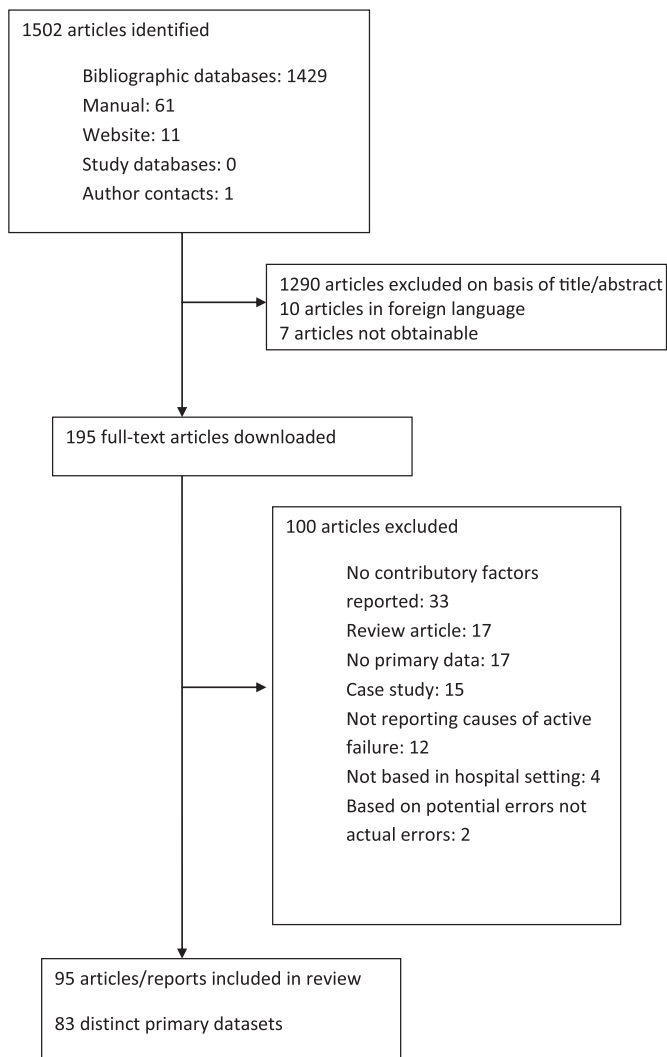 1502 articles identified
Bibliographic databases: 1429
Manual: 61
Website: 11
Study databases: 0
Author contacts: 1
1290 articles excluded on basis of title/abstract
10 articles in foreign language
7 articles not obtainable
195 full-text articles downloaded
100 articles excluded
No contributory factors
reported: 33
Review article: 17
No primary data: 17
Case study: 15
Not reporting causes of active
failure: 12
Not based in hospital setting: 4
Based on potential errors not
actual errors: 2
95 articles/reports included in review
83 distinct primary datasets